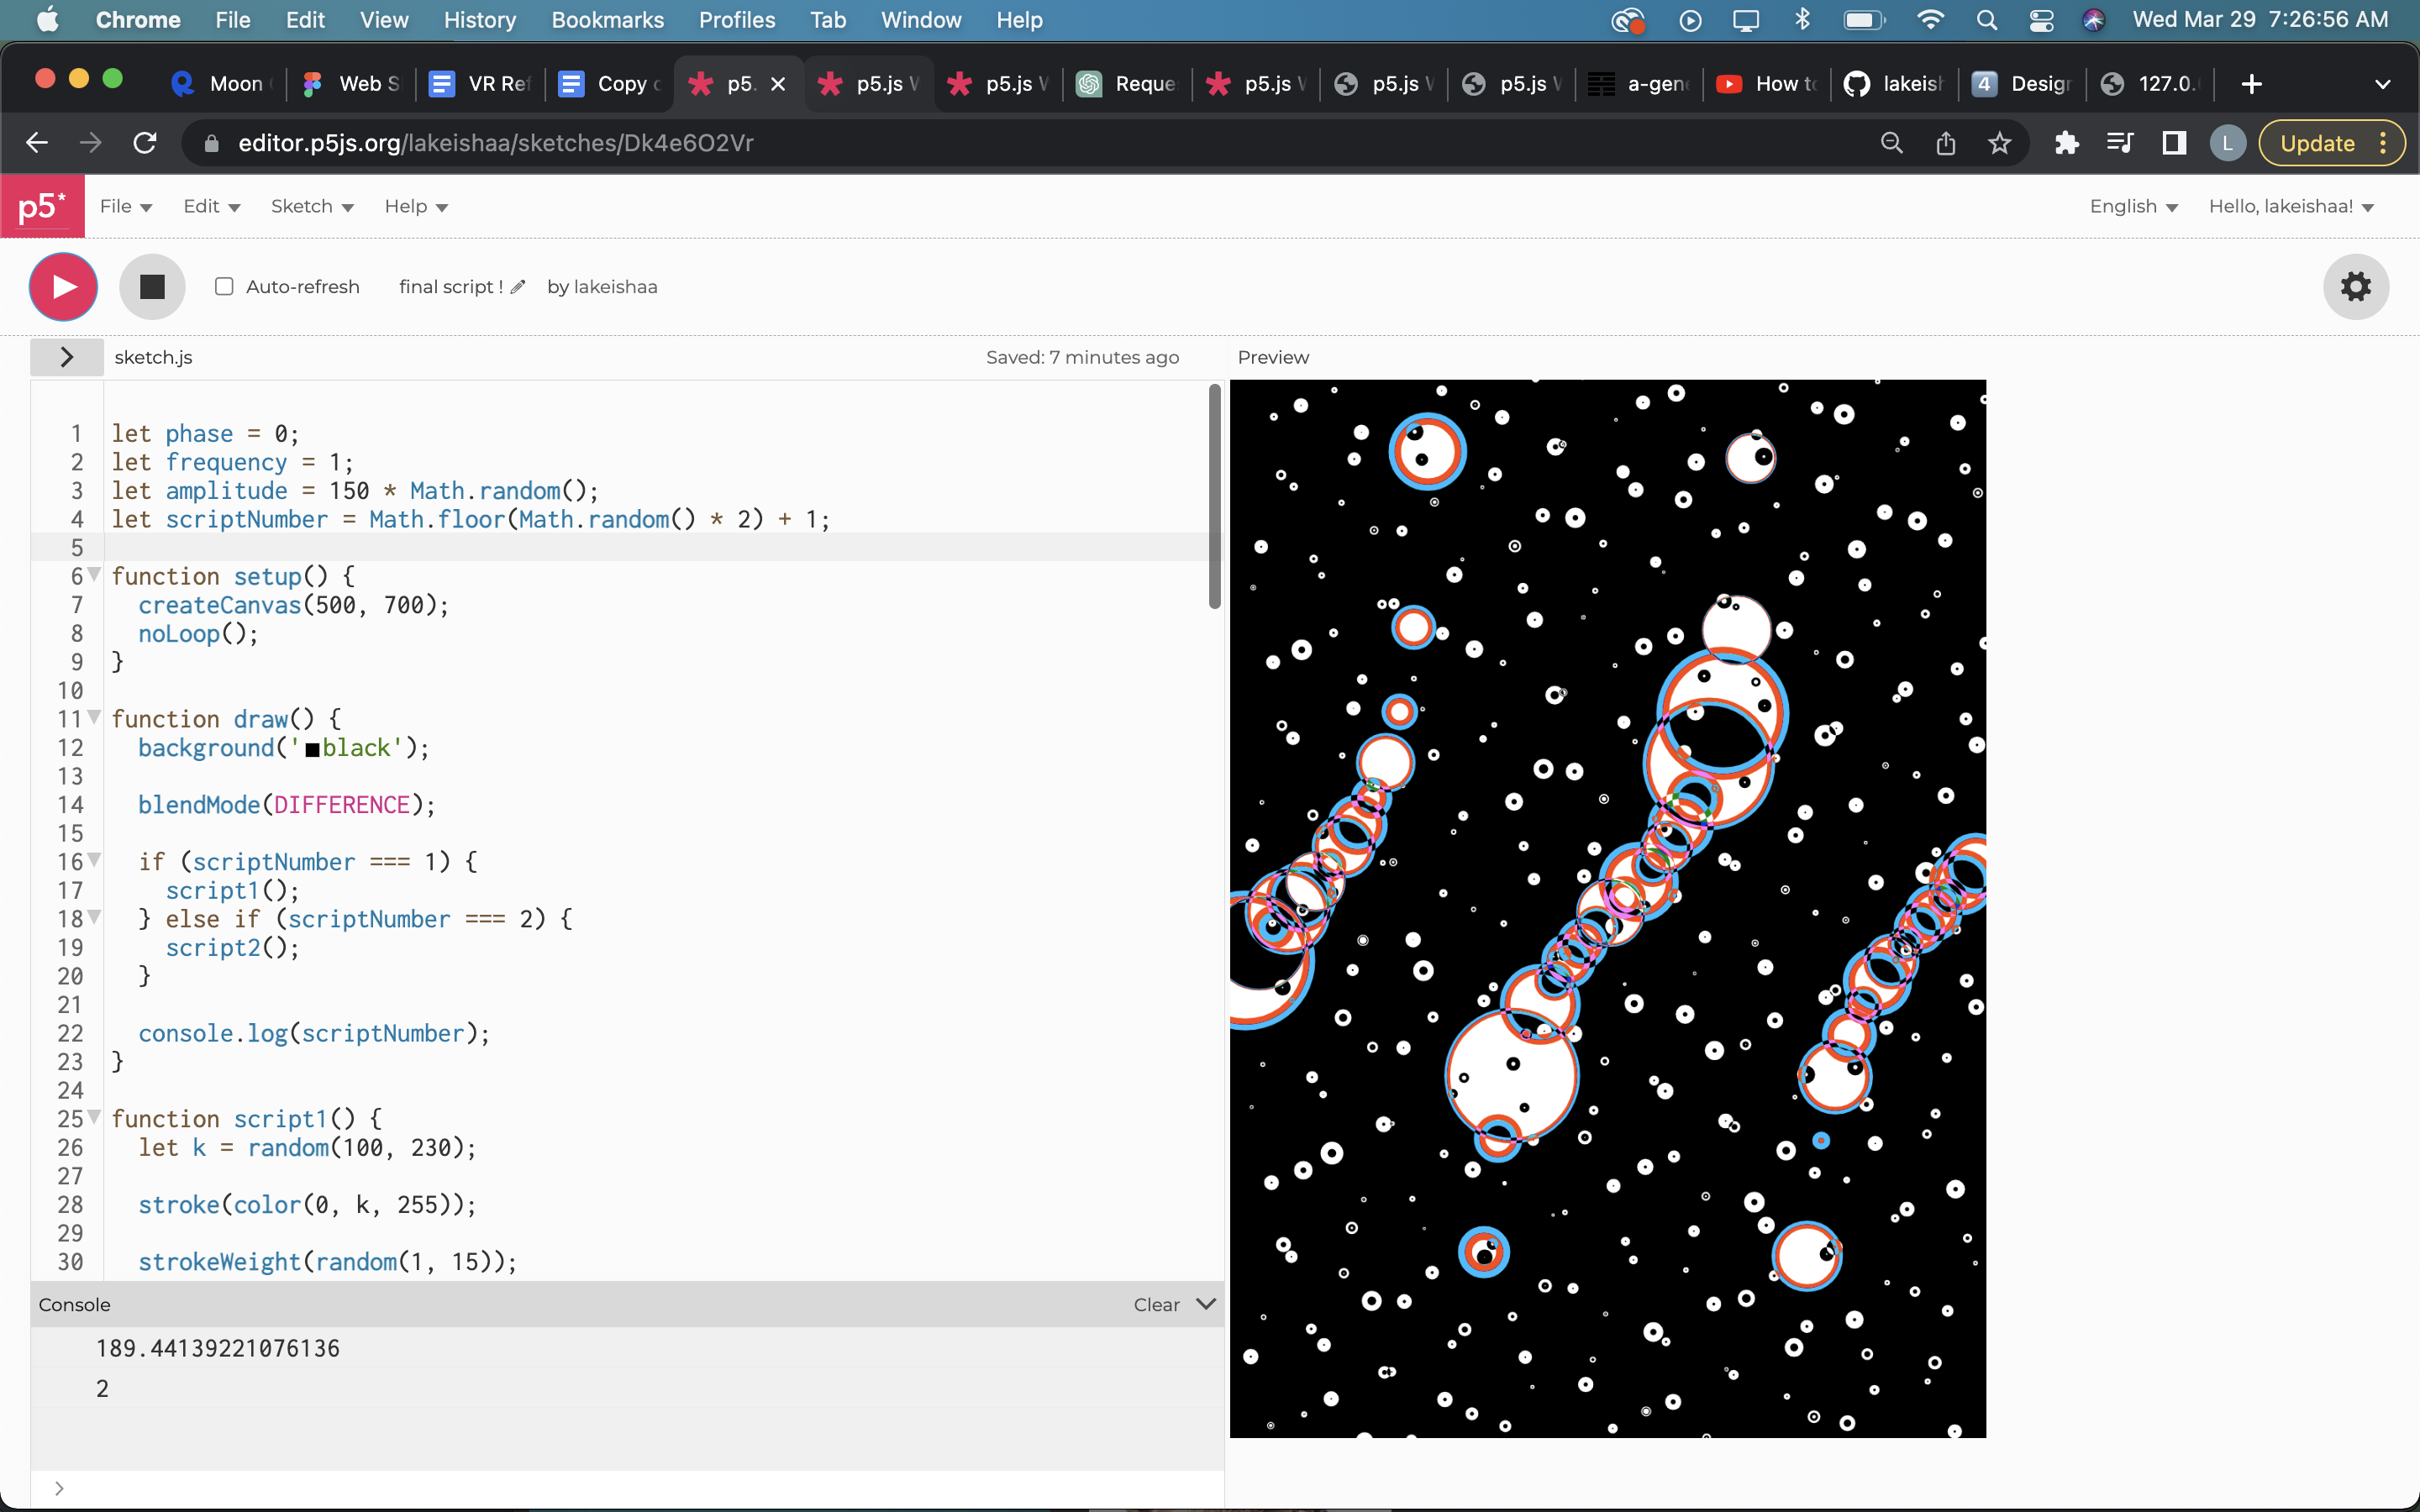 Chrome File Edit View History Bookmarks Profiles Tab Window Help Wed Mar 29 7:26:56 AM
Moon Web S VR Ref Copy p5. p5.js p5.js Reque p5.js p5.js p5.js a-gen How to lakeish 4 Design 127.0.
editor.p5js.org/lakeishaa/sketches/Dk4e6O2Vr L Update
p5* File Edit Sketch Help English Hello, lakeishaa!
Auto-refresh final script ! by lakeishaa
sketch.js Saved: 7 minutes ago Preview
1 let phase = 0;
2 let frequency = 1;
3 let amplitude = 150 * Math.random();
4 let scriptNumber = Math.floor(Math.random() * 2) + 1;
5
6 function setup() {
7 createCanvas(500, 700);
8 noLoop();
9 }
10
11 function draw() {
12 background('black');
13
14 blendMode(DIFFERENCE);
15
16 if (scriptNumber === 1) {
17 script1();
18 } else if (scriptNumber === 2) {
19 script2();
20 }
21
22 console.log(scriptNumber);
23 }
24
25 function script1() {
26 let k = random(100, 230);
27
28 stroke(color(0, k, 255));
29
30 strokeWeight(random(1, 15));
Console Clear
189.44139221076136
2